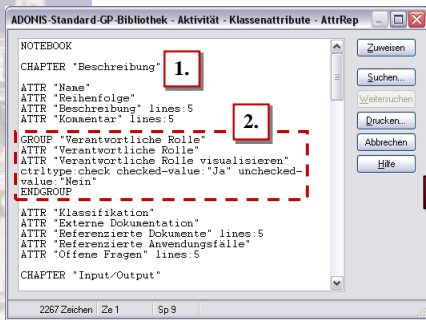 ADONIS-Standard-GP-Bibliothek - Aktivität - Klassenattribute - AttrRep
NOTEBOOK
CHAPTER "Beschreibung"
1.
ATTR "Name"
ATTR "Reihenfolge"
ATTR "Beschreibung" lines:5
ATTR "Kommentar" lines:5
2.
GROUP "Verantwortliche Rolle"
ATTR "Verantwortliche Rolle"
ATTR "Verantwortliche Rolle visualisieren"
ctrltype:check checked-value:"Ja" unchecked-
value:"Nein"
ENDGROUP
ATTR "Klassifikation"
ATTR "Externe Dokumentation"
ATTR "Referenzierte Dokumente" lines:5
ATTR "Referenzierte Anwendungsfälle"
ATTR "Offene Fragen" lines:5
CHAPTER "Input/Output"
Zuweisen
Suchen...
Weitersuchen
Drucken...
Abbrechen
Hilfe
2267 Zeichen Ze 1 Sp 9